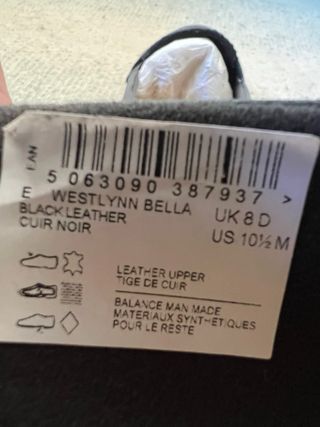 EAN
5 063090 387937 >
E WESTLYNN BELLA UK 8 D
BLACK LEATHER US 10½ M
CUIR NOIR
LEATHER UPPER
TIGE DE CUIR
BALANCE MAN MADE
MATERIAUX SYNTHETIQUES
POUR LE RESTE